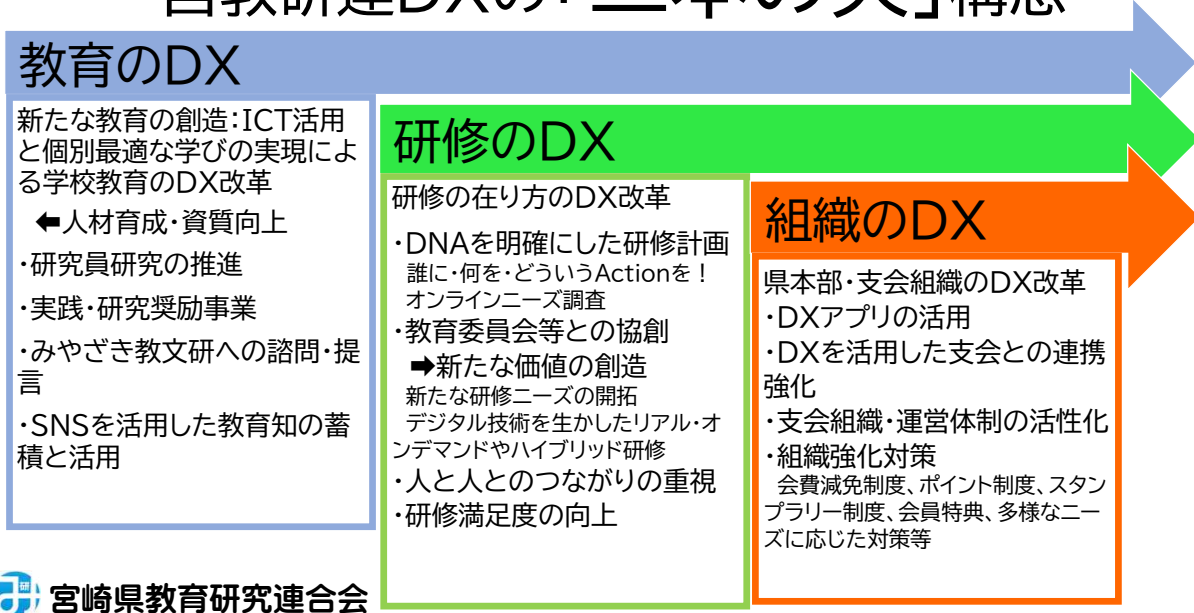 教育のDX
新たな教育の創造：ICT活用
と個別最適な学びの実現によ
る学校教育のDX改革
⬅人材育成・資質向上
・研究員研究の推進
・実践・研究奨励事業
・みやざき教文研への諮問・提
言
・SNSを活用した教育知の蓄
積と活用
研修のDX
研修の在り方のDX改革
・DNAを明確にした研修計画
誰に・何を・どういうActionを！
オンラインニーズ調査
・教育委員会等との協創
➡新たな価値の創造
新たな研修ニーズの開拓
デジタル技術を生かしたリアル・オ
ンデマンドやハイブリッド研修
・人と人とのつながりの重視
・研修満足度の向上
組織のDX
県本部・支会組織のDX改革
・DXアプリの活用
・DXを活用した支会との連携
強化
・支会組織・運営体制の活性化
・組織強化対策
会費減免制度、ポイント制度、スタン
プラリー制度、会員特典、多様なニー
ズに応じた対策等
研
宮崎県教育研究連合会